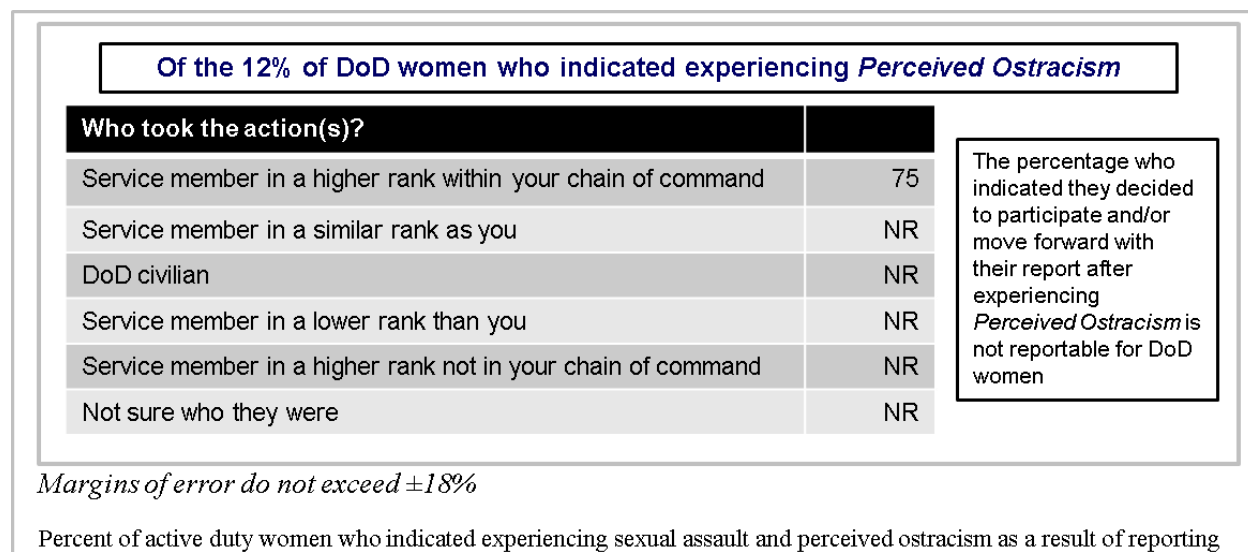 Of the 12% of DoD women who indicated experiencing Perceived Ostracism
Who took the action(s)?
Service member in a higher rank within your chain of command 75
Service member in a similar rank as you NR
DoD civilian NR
Service member in a lower rank than you NR
Service member in a higher rank not in your chain of command NR
Not sure who they were NR
The percentage who
indicated they decided
to participate and/or
move forward with
their report after
experiencing
Perceived Ostracism is
not reportable for DoD
women
Margins of error do not exceed ±18%
Percent of active duty women who indicated experiencing sexual assault and perceived ostracism as a result of reporting